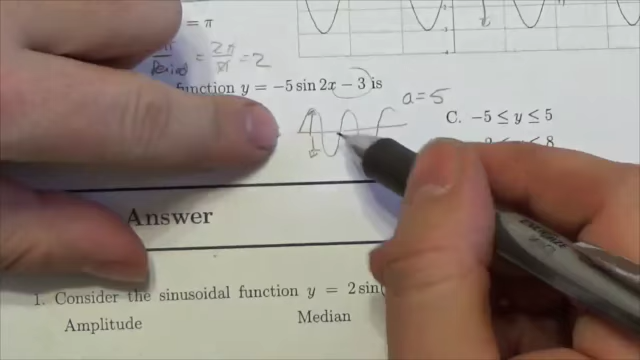 = π
Period = 2π/π = 2
function y = −5 sin 2x − 3 is
a = 5
C. −5 ≤ y ≤ 5
≤ 8
Answer
1. Consider the sinusoidal function y = 2 sin(
Amplitude
Median